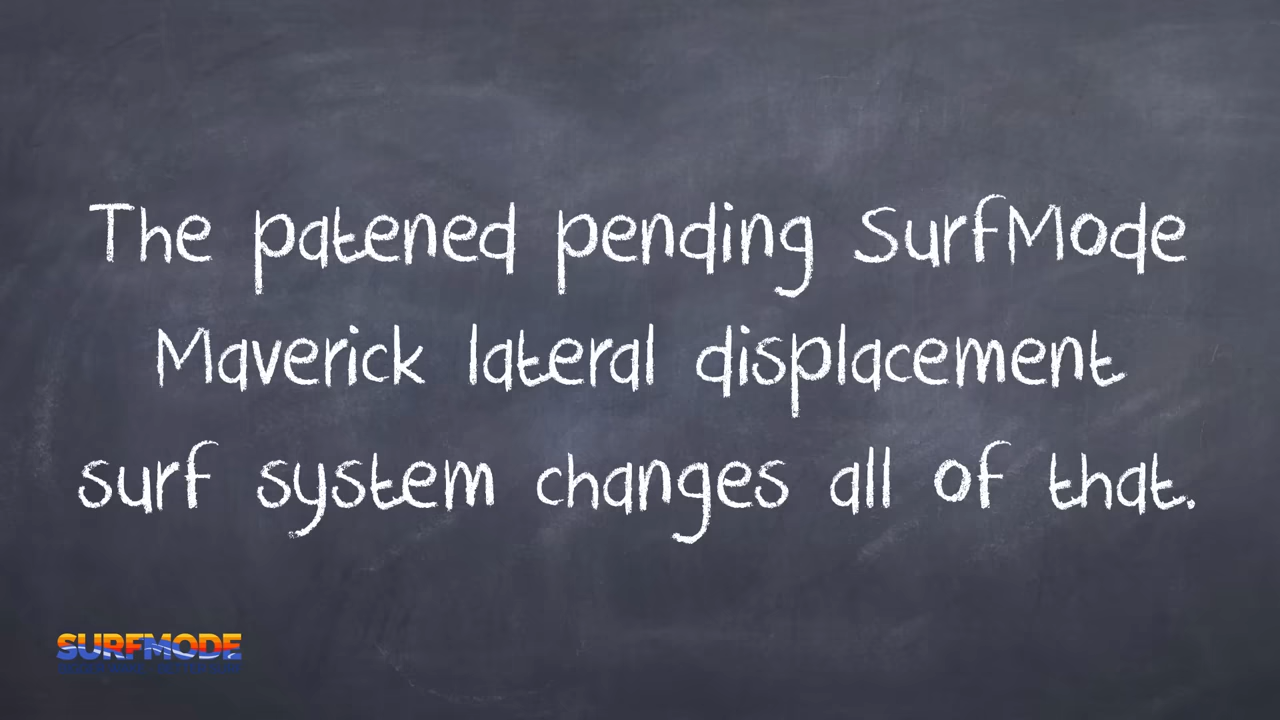 The patened pending SurfMode
Maverick lateral displacement
surf system changes all of that.
SURFMODE